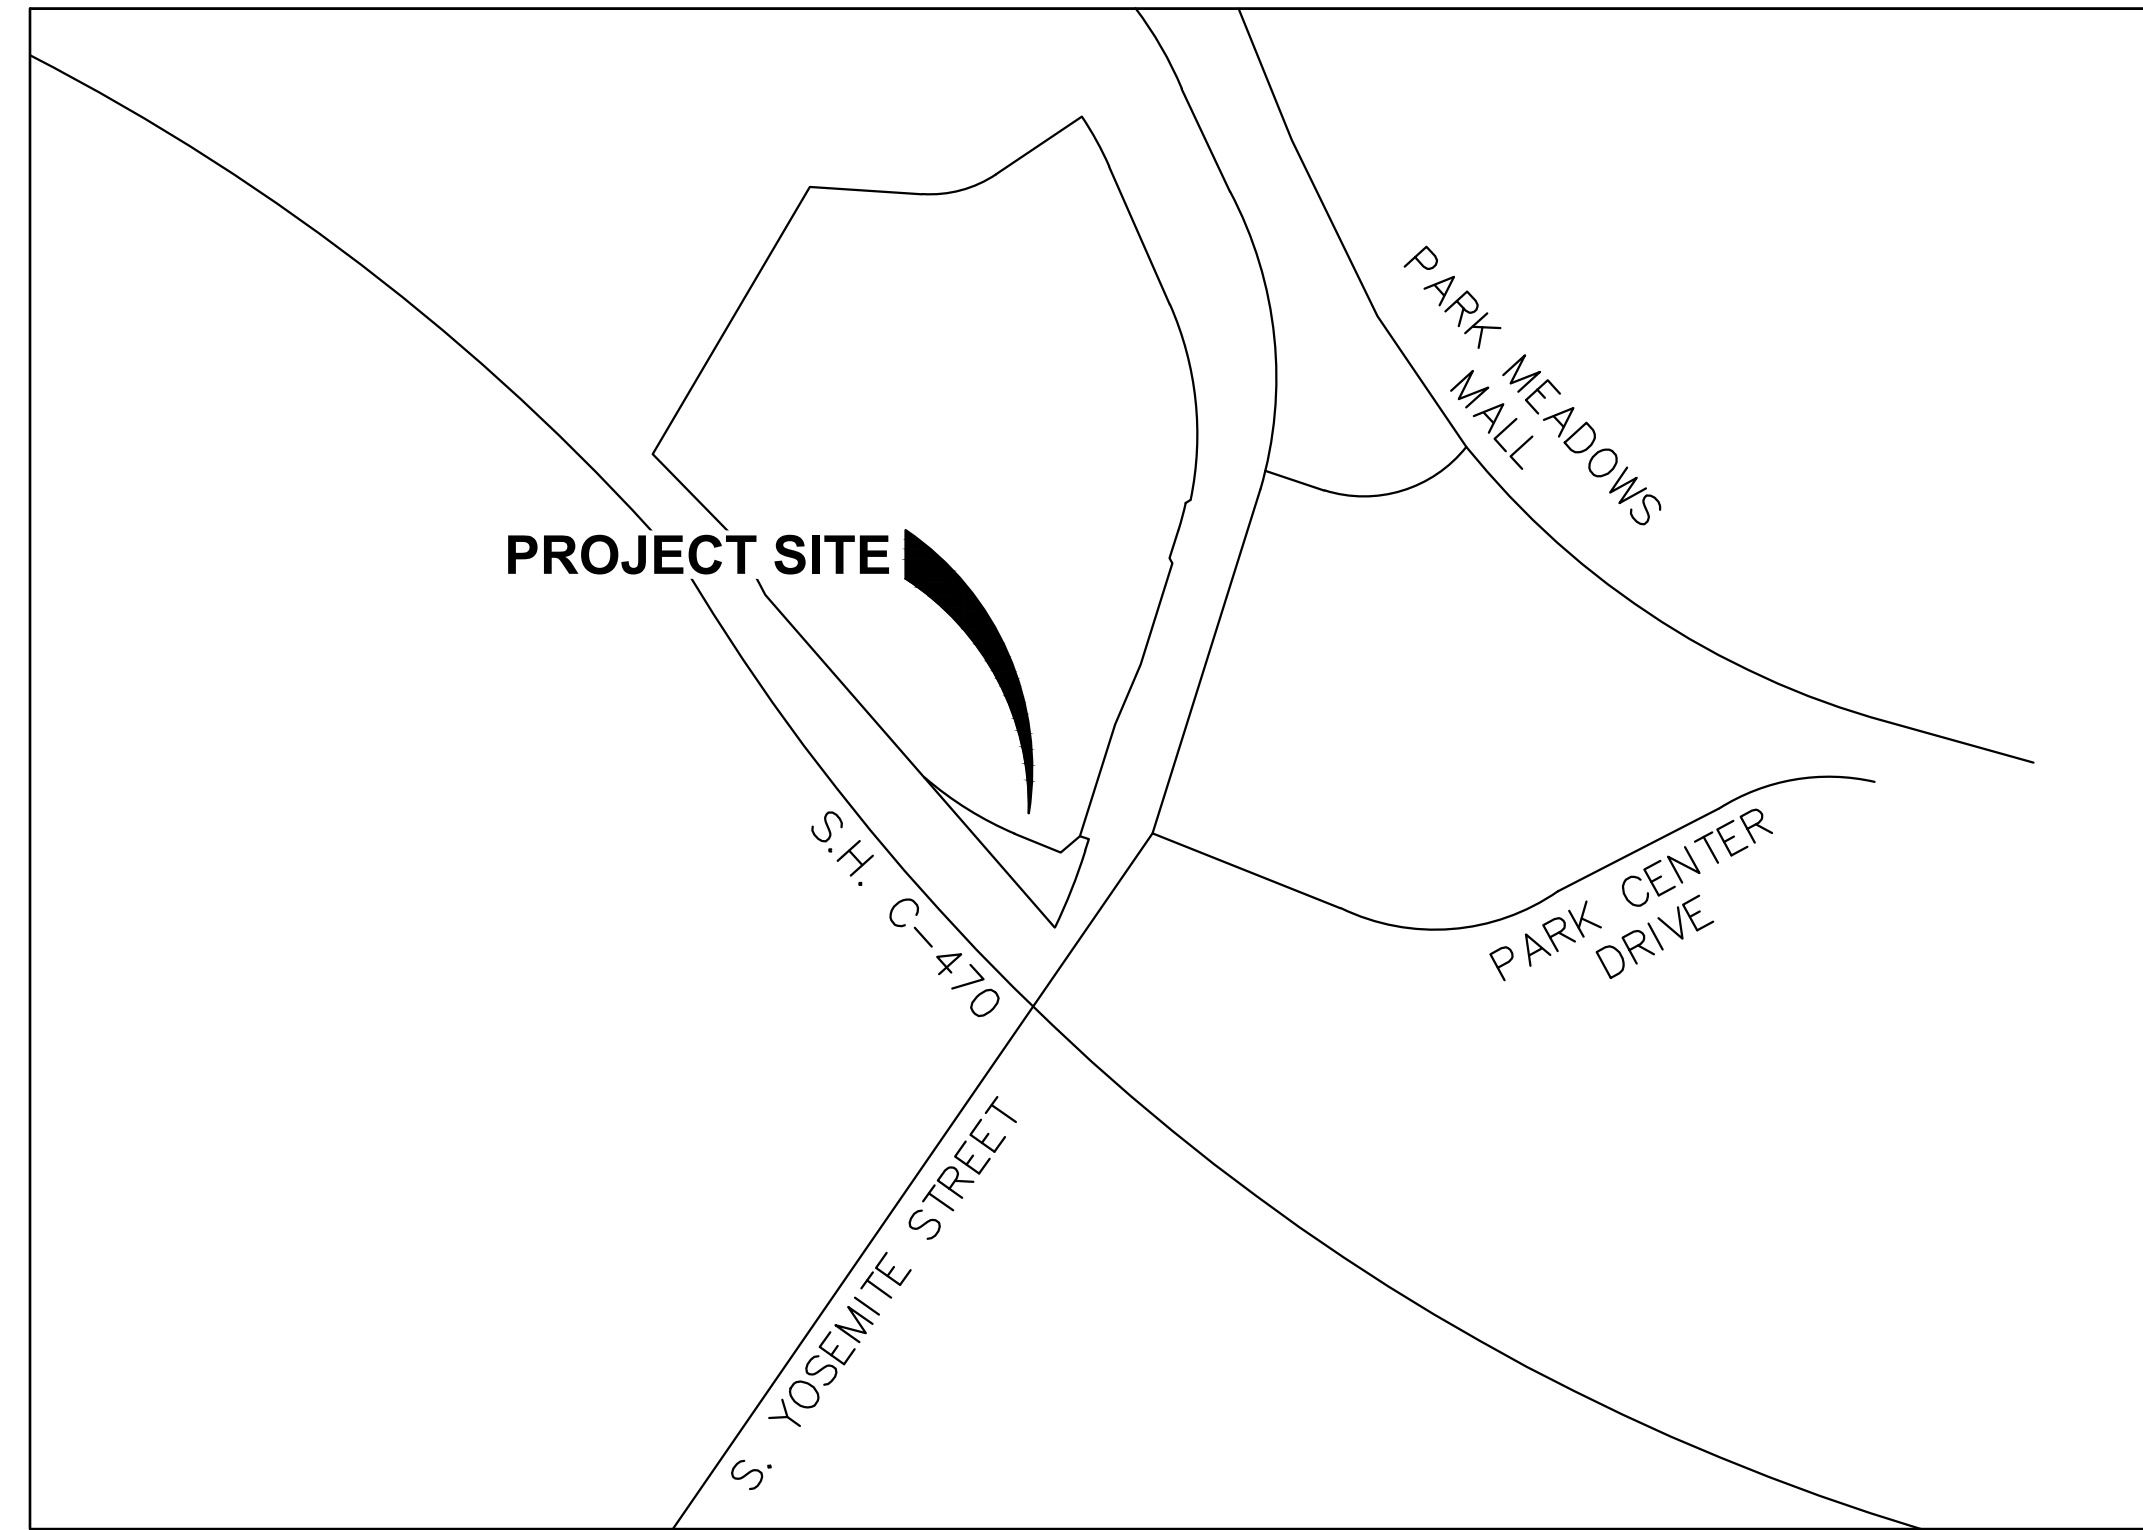 PARK MEADOWS
MALL
PROJECT SITE
S.H. C-470
PARK CENTER
DRIVE
S. YOSEMITE STREET